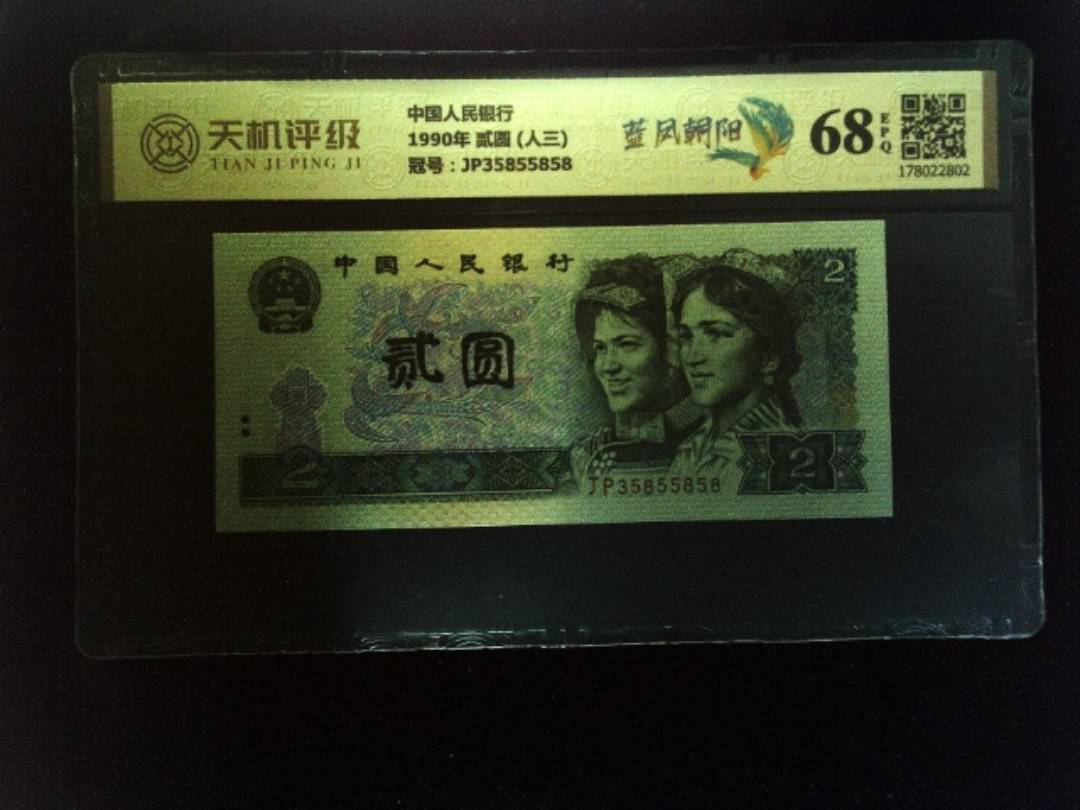 天机评级
TIAN JI PING JI
中国人民银行
1990年 贰圆 (人三)
冠号：JP35855858
蓝凤朝阳
68
EPQ
178022802
中国人民银行
2
贰圆
2
2
JP35855858